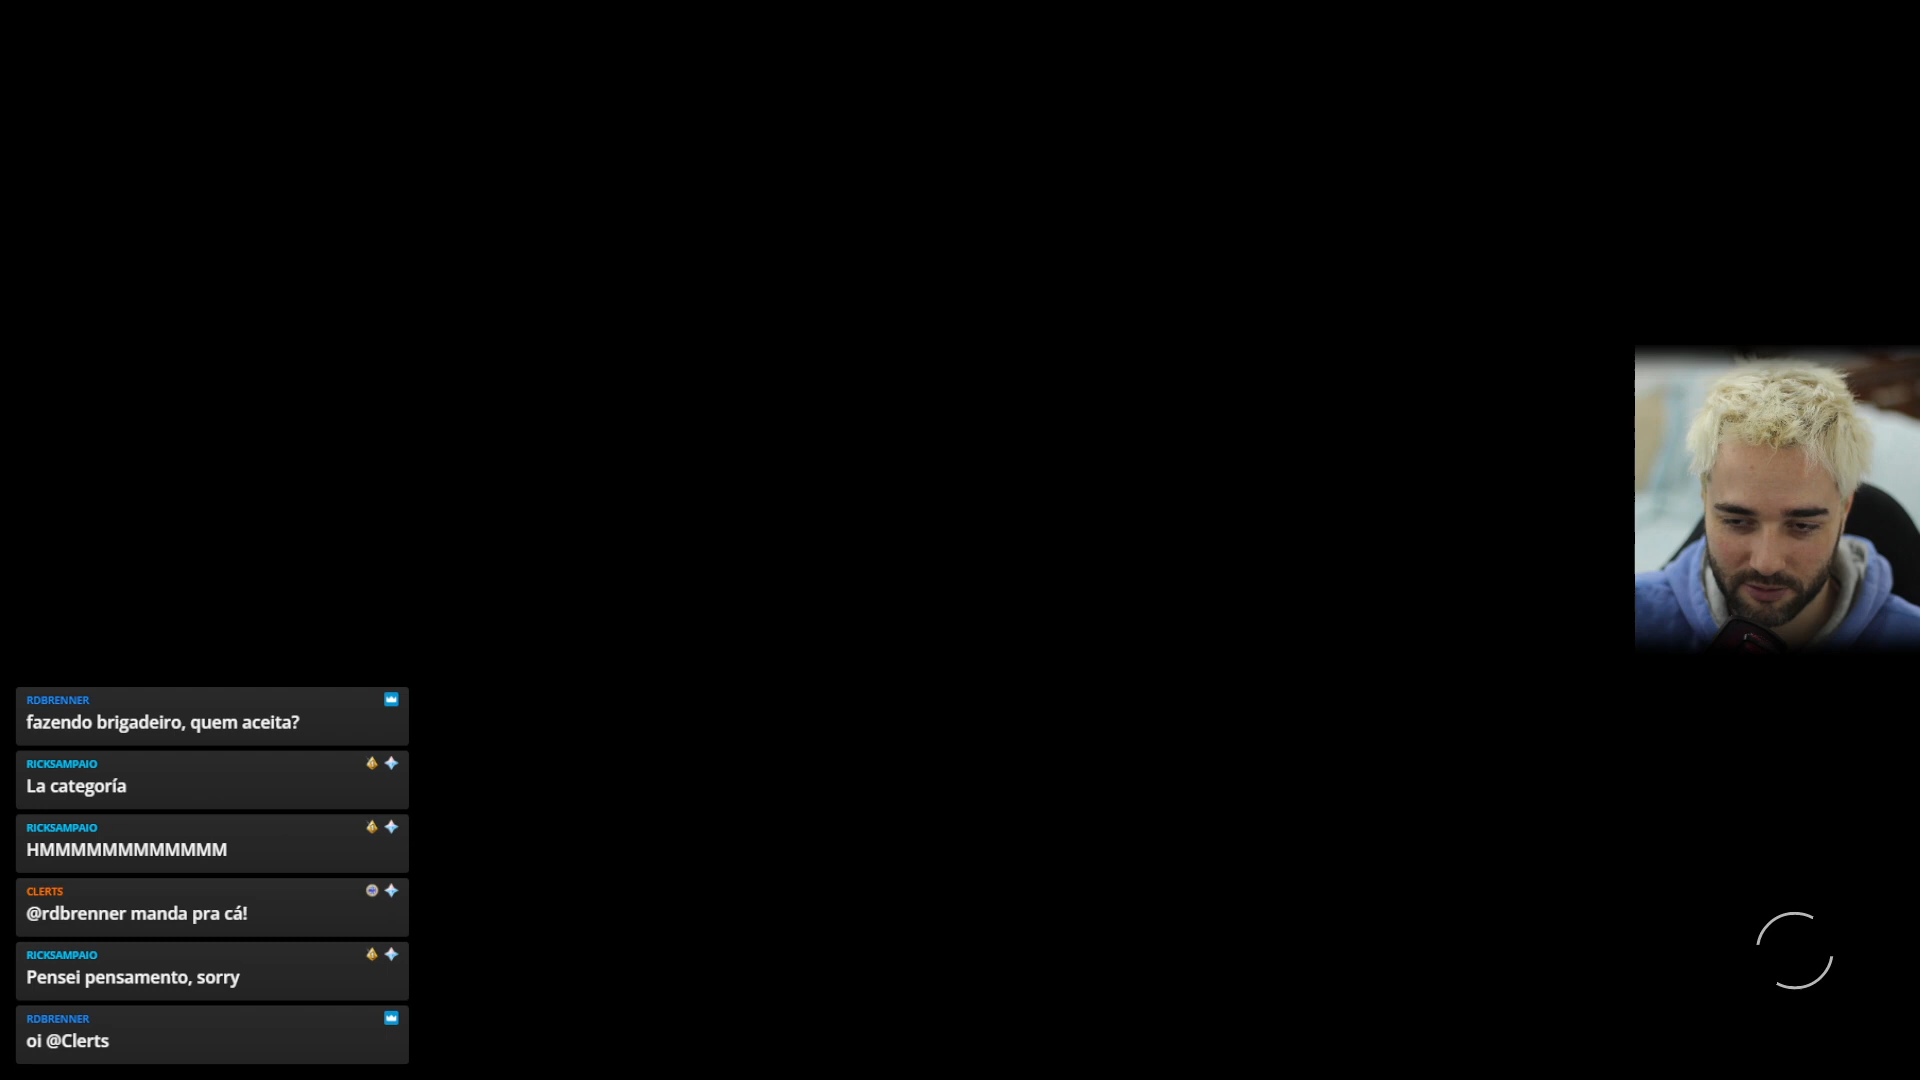 RDBRENNER
fazendo brigadeiro, quem aceita?
RICKSAMPAIO
La categoría
RICKSAMPAIO
HMMMMMMMMMMMM
CLERTS
@rdbrenner manda pra cá!
RICKSAMPAIO
Pensei pensamento, sorry
RDBRENNER
oi @Clerts